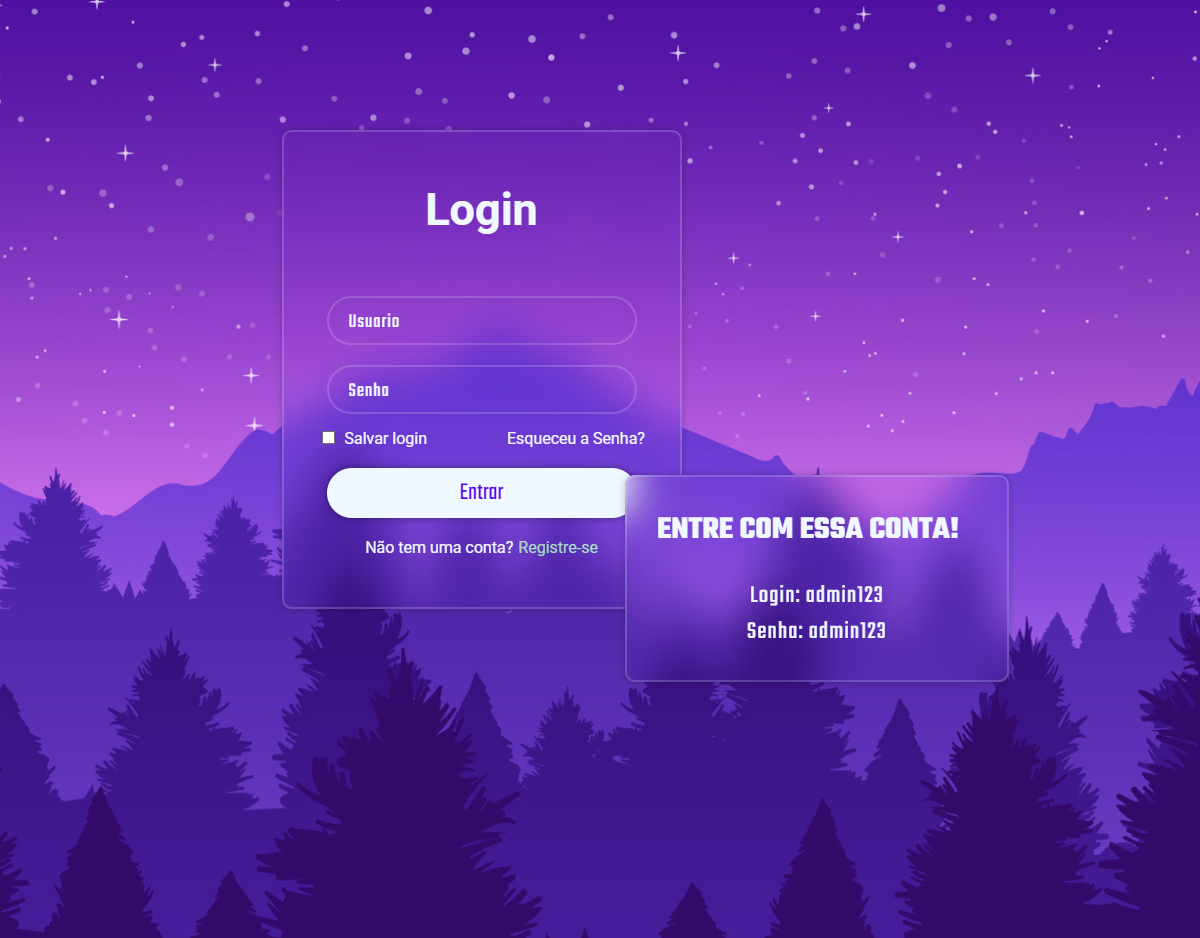 Login
Usuario
Senha
Salvar login
Esqueceu a Senha?
Entrar
Não tem uma conta? Registre-se
ENTRE COM ESSA CONTA!
Login: admin123
Senha: admin123